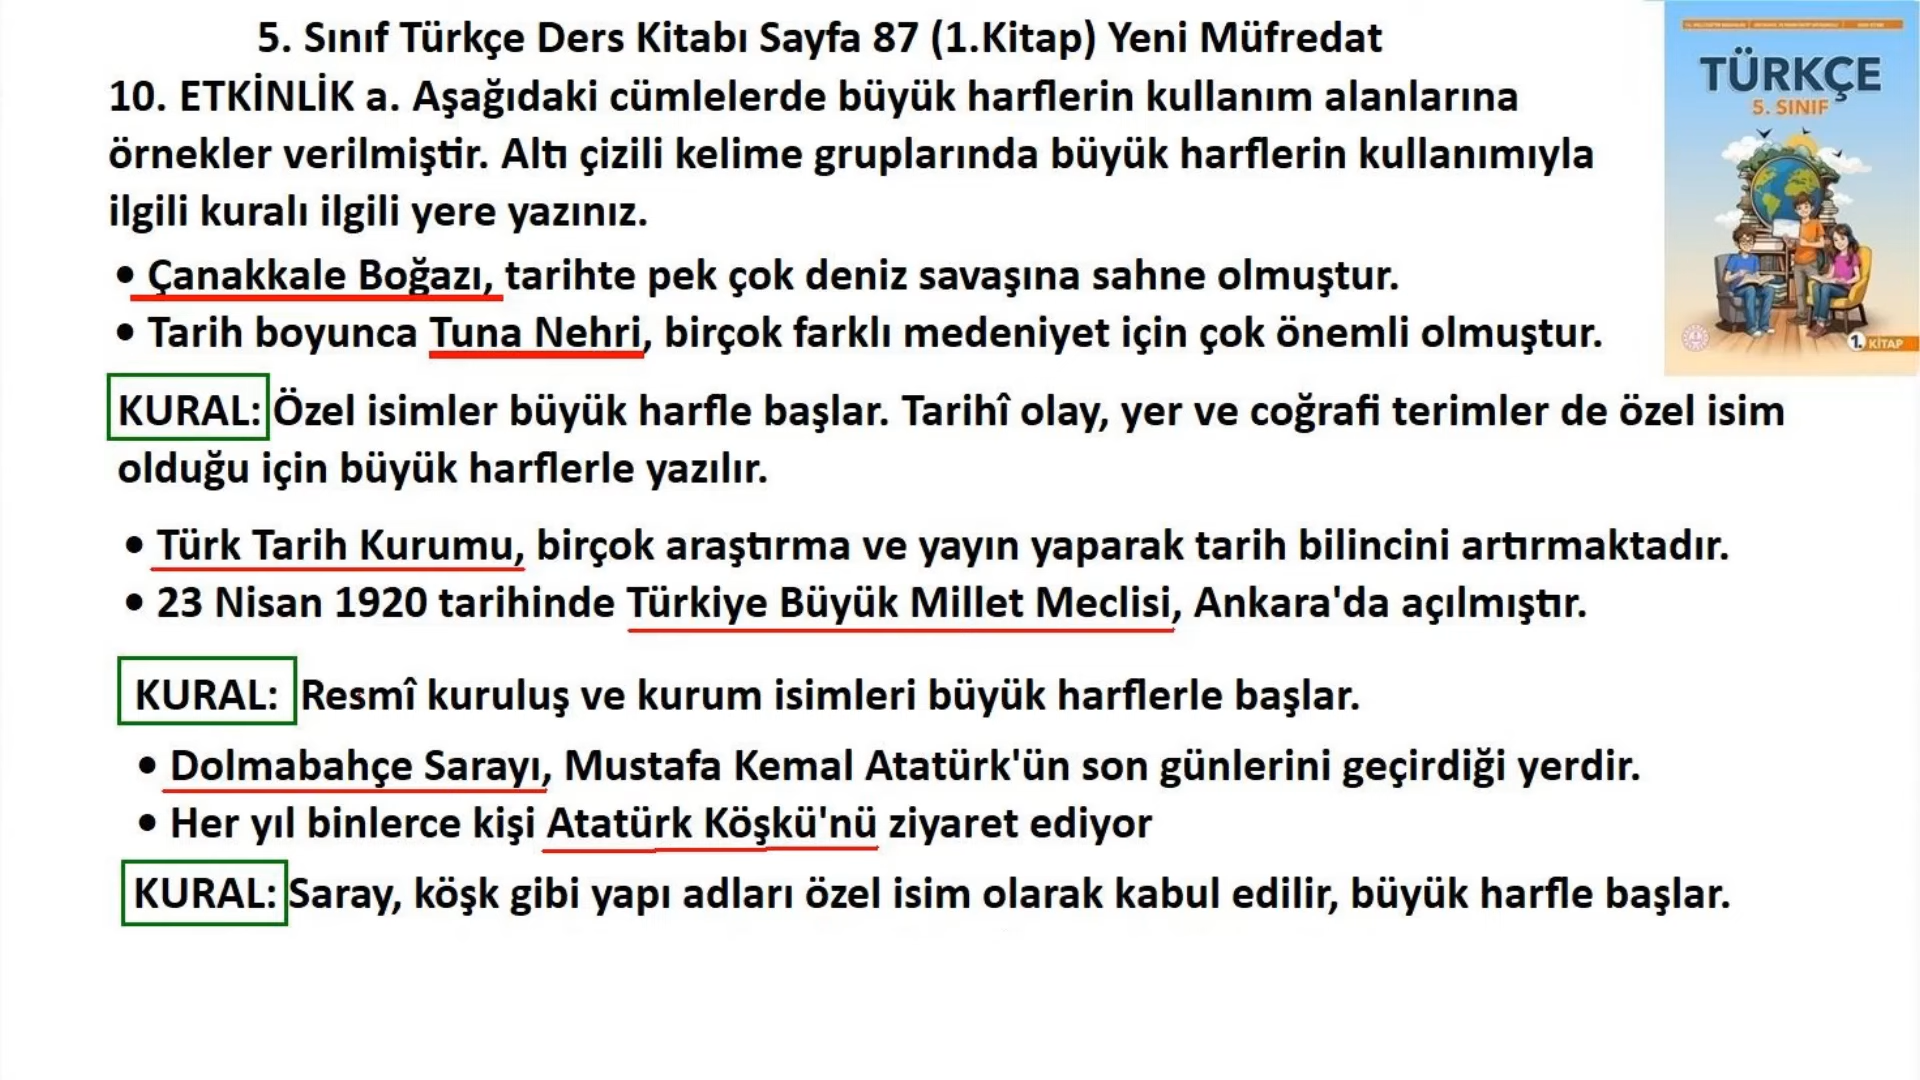 5. Sınıf Türkçe Ders Kitabı Sayfa 87 (1.Kitap) Yeni Müfredat
10. ETKİNLİK a. Aşağıdaki cümlelerde büyük harflerin kullanım alanlarına
örnekler verilmiştir. Altı çizili kelime gruplarında büyük harflerin kullanımıyla
ilgili kuralı ilgili yere yazınız.
• Çanakkale Boğazı, tarihte pek çok deniz savaşına sahne olmuştur.
• Tarih boyunca Tuna Nehri, birçok farklı medeniyet için çok önemli olmuştur.
KURAL: Özel isimler büyük harfle başlar. Tarihî olay, yer ve coğrafi terimler de özel isim
olduğu için büyük harflerle yazılır.
• Türk Tarih Kurumu, birçok araştırma ve yayın yaparak tarih bilincini artırmaktadır.
• 23 Nisan 1920 tarihinde Türkiye Büyük Millet Meclisi, Ankara'da açılmıştır.
KURAL: Resmî kuruluş ve kurum isimleri büyük harflerle başlar.
• Dolmabahçe Sarayı, Mustafa Kemal Atatürk'ün son günlerini geçirdiği yerdir.
• Her yıl binlerce kişi Atatürk Köşkü'nü ziyaret ediyor
KURAL: Saray, köşk gibi yapı adları özel isim olarak kabul edilir, büyük harfle başlar.
TÜRKÇE
5. SINIF
1. KİTAP